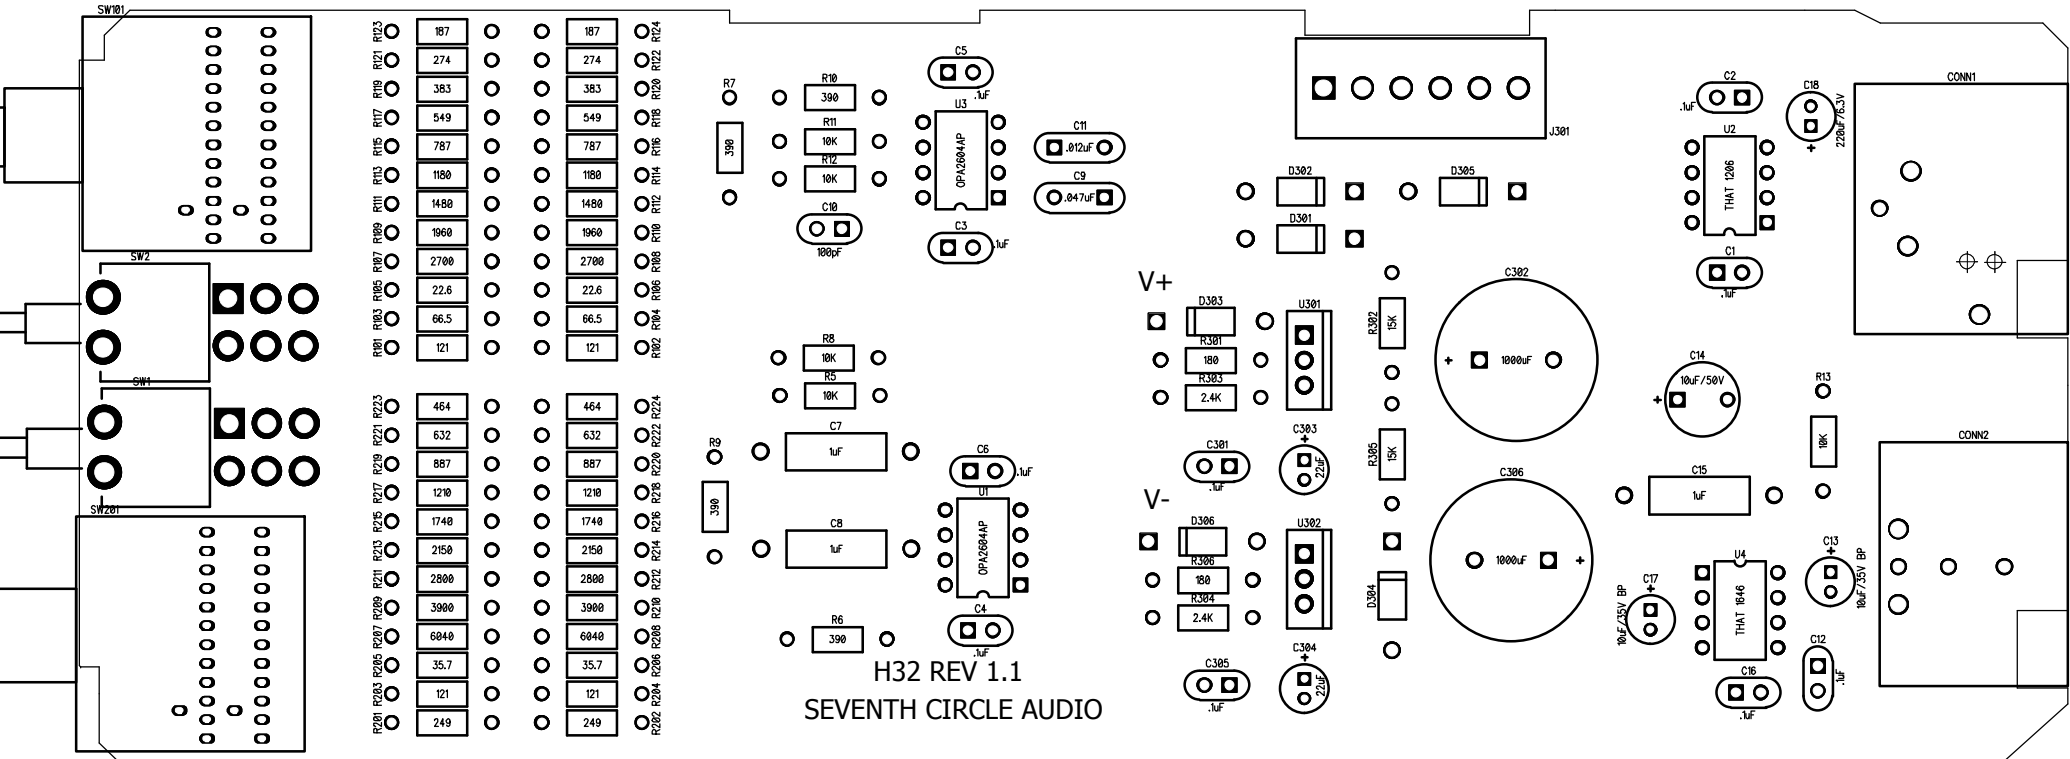 SW101
R123 187 187 R124
R121 274 274 R122
R119 383 383 R120
R117 549 549 R118
R115 787 787 R116
R113 1180 1180 R114
R111 1480 1480 R112
R109 1960 1960 R110
R107 2700 2700 R108
R105 22.6 22.6 R106
R103 66.5 66.5 R104
R101 121 121 R102
SW2
SW1
R223 464 464 R224
R221 632 632 R222
R219 887 887 R220
R217 1210 1210 R218
R215 1740 1740 R216
R213 2150 2150 R214
R211 2800 2800 R212
R209 3900 3900 R210
R207 6040 6040 R208
R205 35.7 35.7 R206
R203 121 121 R204
R201 249 249 R202
SW201
R7
390
R10
390
R11
10K
R12
10K
C10
100pF
C5
.1uF
U3
OPA2604AP
C3
.1uF
C11
.012uF
C9
.047uF
R8
10K
R5
10K
C7
1uF
R9
390
C8
1uF
R6
390
C6
.1uF
U1
OPA2604AP
C4
.1uF
H32 REV 1.1
SEVENTH CIRCLE AUDIO
J301
D302
D305
D301
V+
D303
R301
180
R303
2.4K
U301
R302
15K
C302
+ 1000uF
C301
.1uF
C303
+
22uF
R305
15K
V-
D306
R306
180
R304
2.4K
U302
D304
C306
1000uF +
C305
.1uF
C304
+
22uF
C2
.1uF
C18
220uF/6.3V
+
U2
THAT 1206
C1
.1uF
CONN1
C14
10uF/50V
+
R13
10K
C15
1uF
CONN2
C17
+
10uF/35V BP
U4
THAT 1646
C13
+
10uF/35V BP
C12
.1uF
C16
.1uF